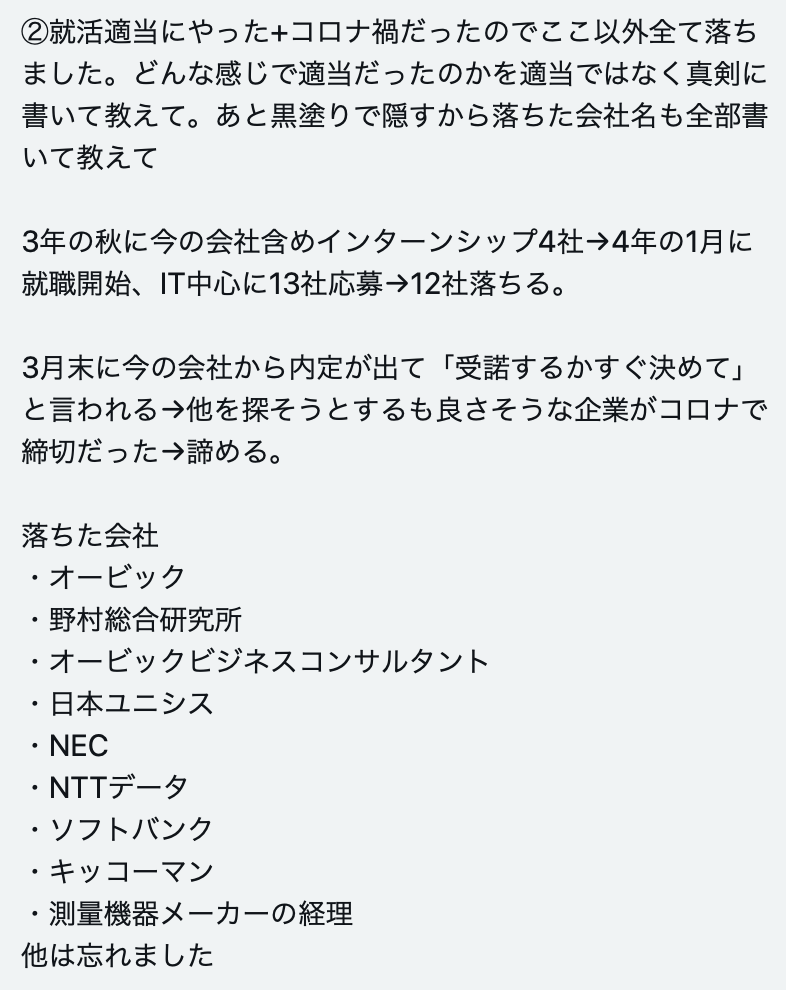 ②就活適当にやった+コロナ禍だったのでここ以外全て落ち
ました。どんな感じで適当だったのかを適当ではなく真剣に
書いて教えて。あと黒塗りで隠すから落ちた会社名も全部書
いて教えて
3年の秋に今の会社含めインターンシップ4社→4年の1月に
就職開始、IT中心に13社応募→12社落ちる。
3月末に今の会社から内定が出て「受諾するかすぐ決めて」
と言われる→他を探そうとするも良さそうな企業がコロナで
締切だった→諦める。
落ちた会社
・オービック
・野村総合研究所
・オービックビジネスコンサルタント
・日本ユニシス
・NEC
・NTTデータ
・ソフトバンク
・キッコーマン
・測量機器メーカーの経理
他は忘れました